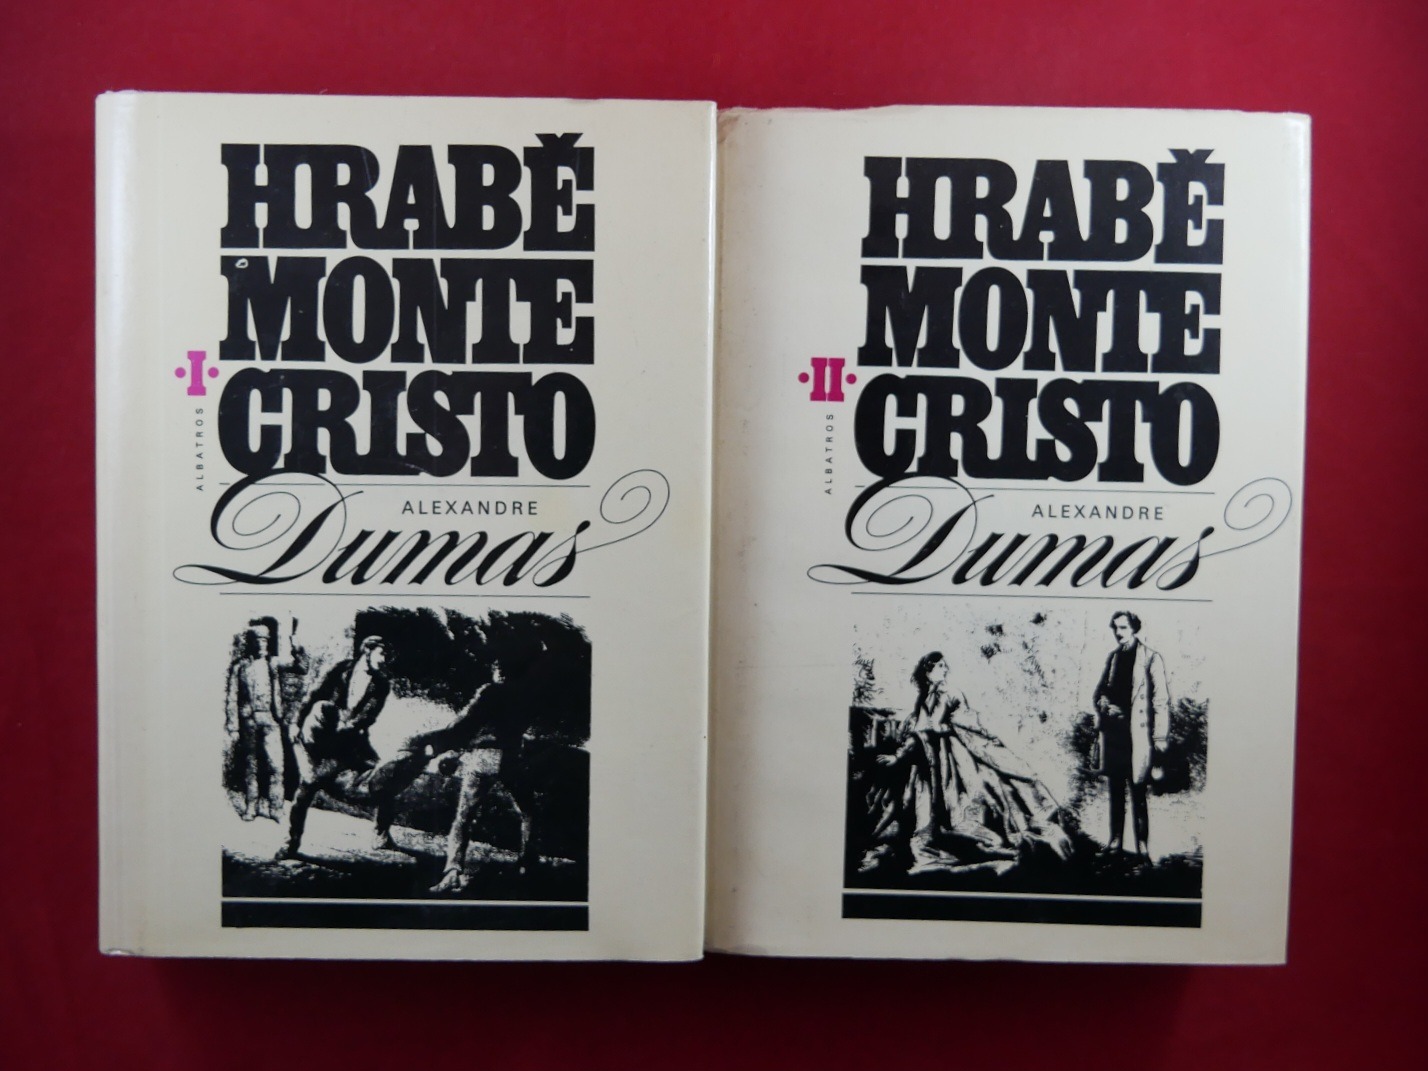 HRABĚ
MONTE
CRISTO
·I·
ALBATROS
ALEXANDRE
Dumas
HRABĚ
MONTE
CRISTO
·II·
ALBATROS
ALEXANDRE
Dumas